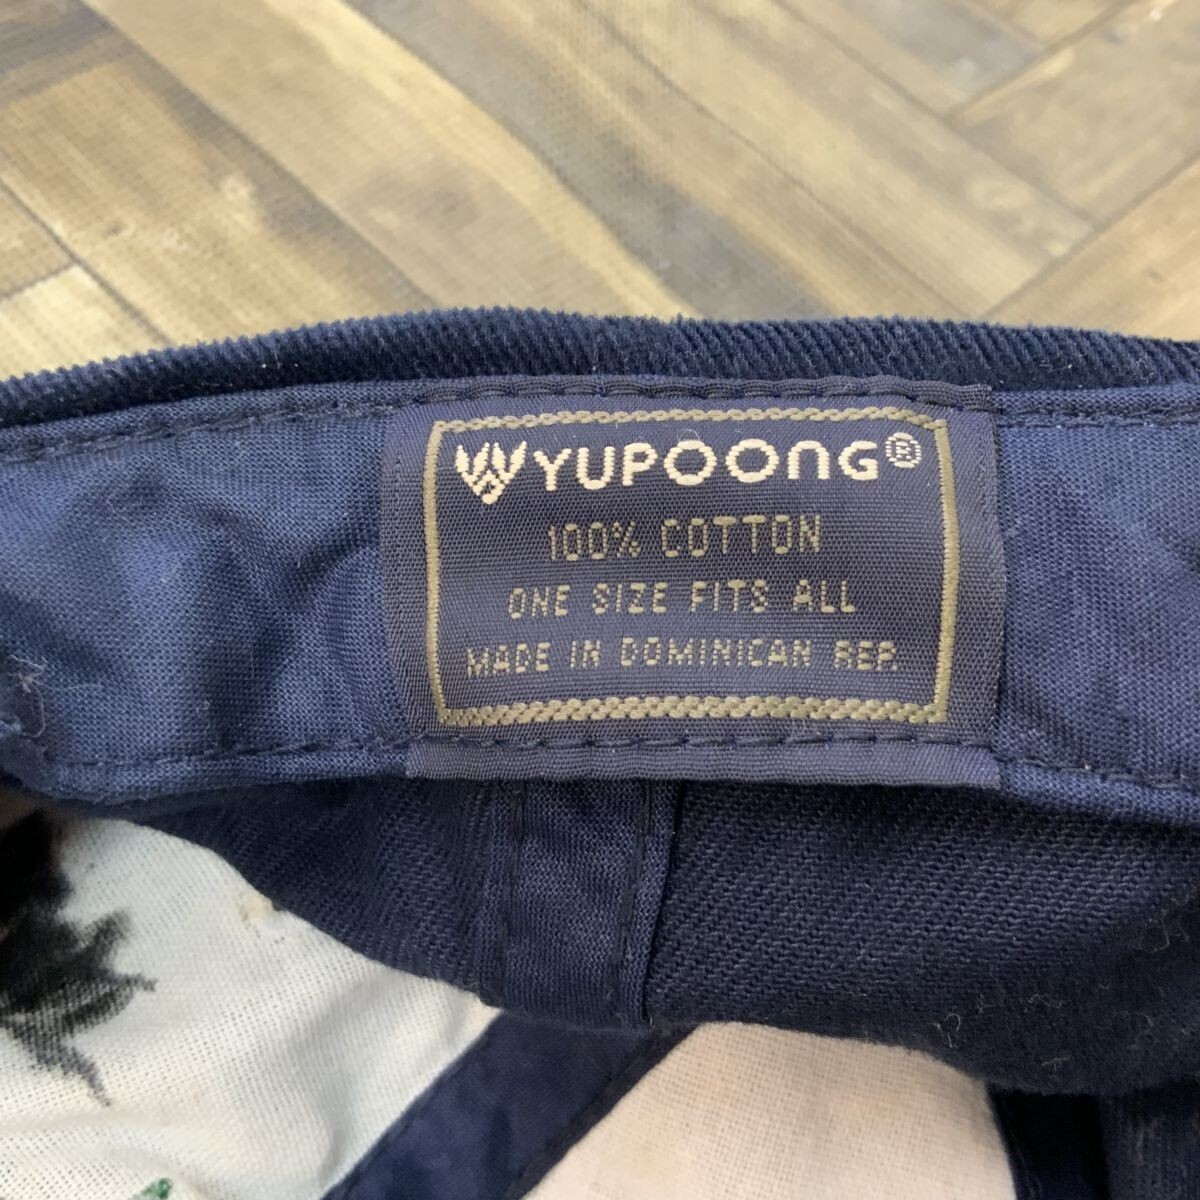 YUPOONG®
100% COTTON
ONE SIZE FITS ALL
MADE IN DOMINICAN REP.